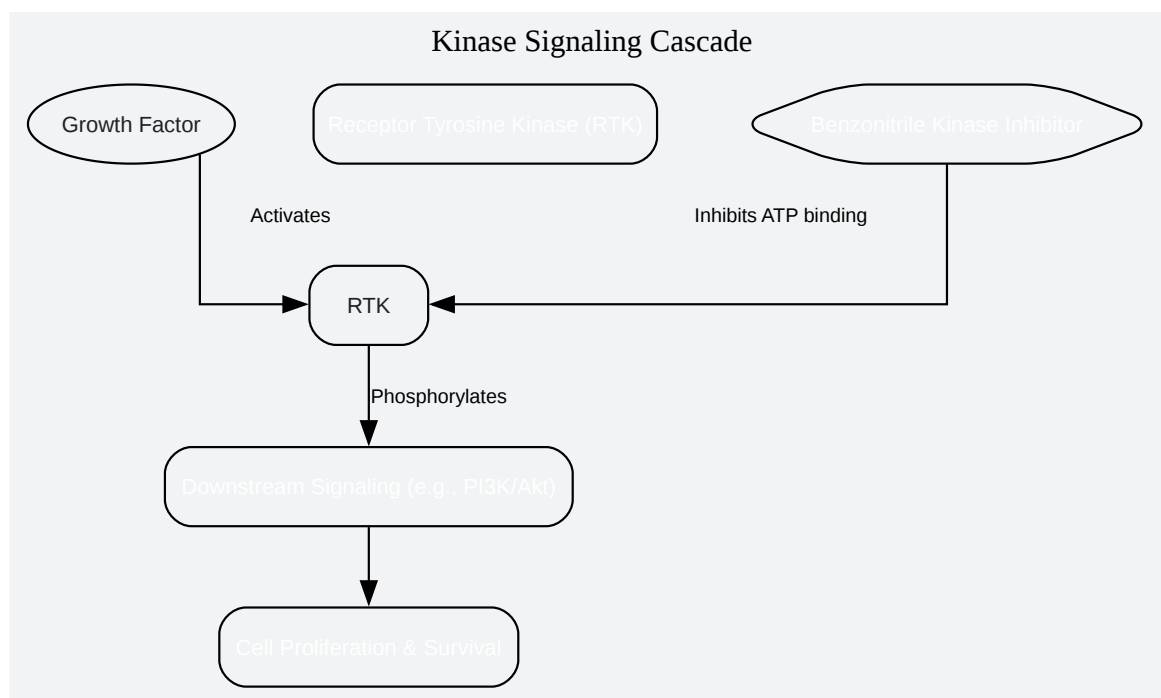 Kinase Signaling Cascade
Growth Factor
Receptor Tyrosine Kinase (RTK)
Benzonitrile Kinase Inhibitor
Activates
Inhibits ATP binding
RTK
Phosphorylates
Downstream Signaling (e.g., PI3K/Akt)
Cell Proliferation & Survival